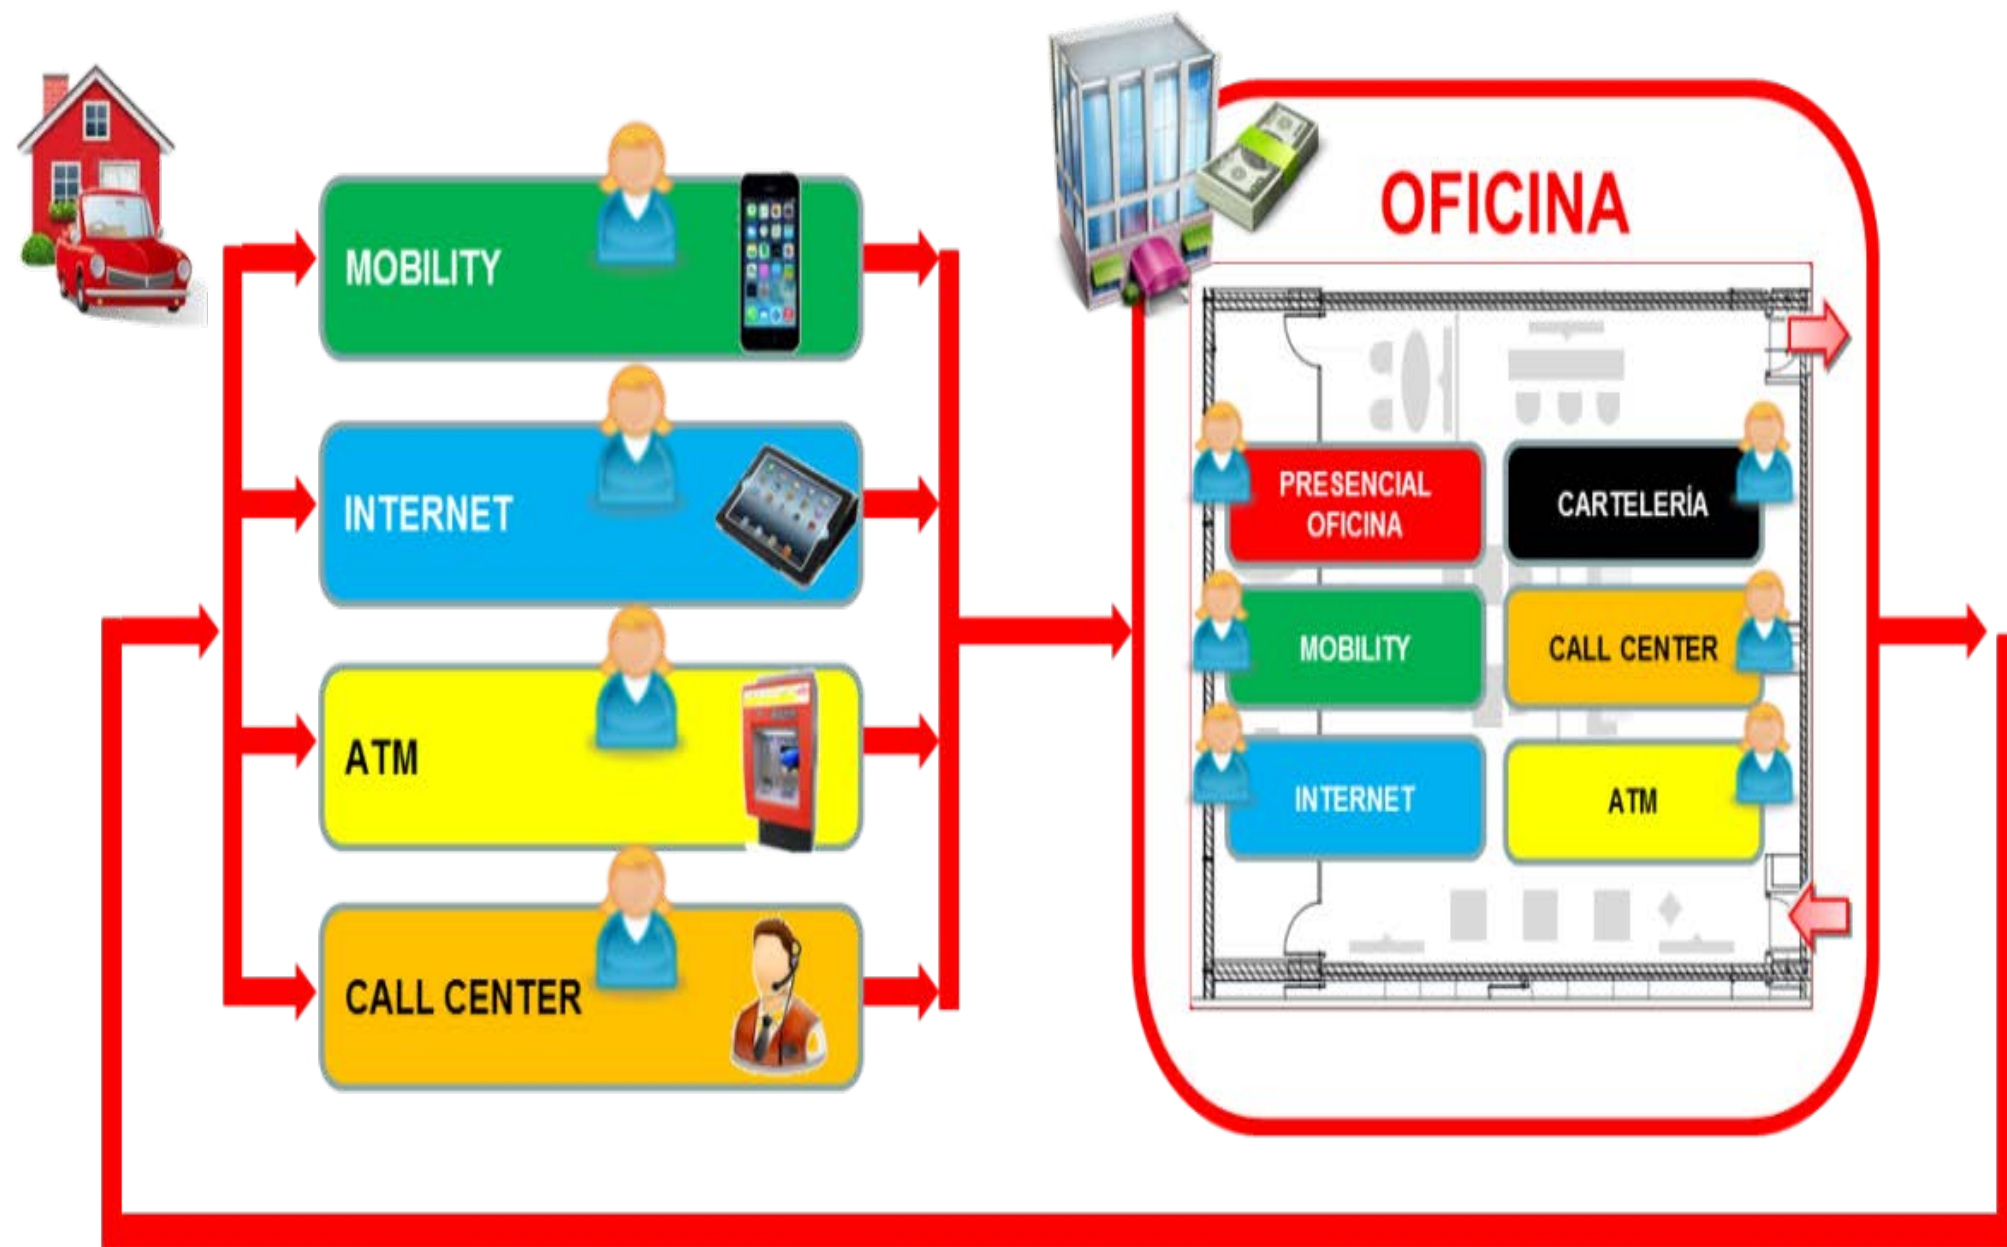 MOBILITY
INTERNET
ATM
CALL CENTER
OFICINA
PRESENCIAL
OFICINA
CARTELERÍA
MOBILITY
CALL CENTER
INTERNET
ATM